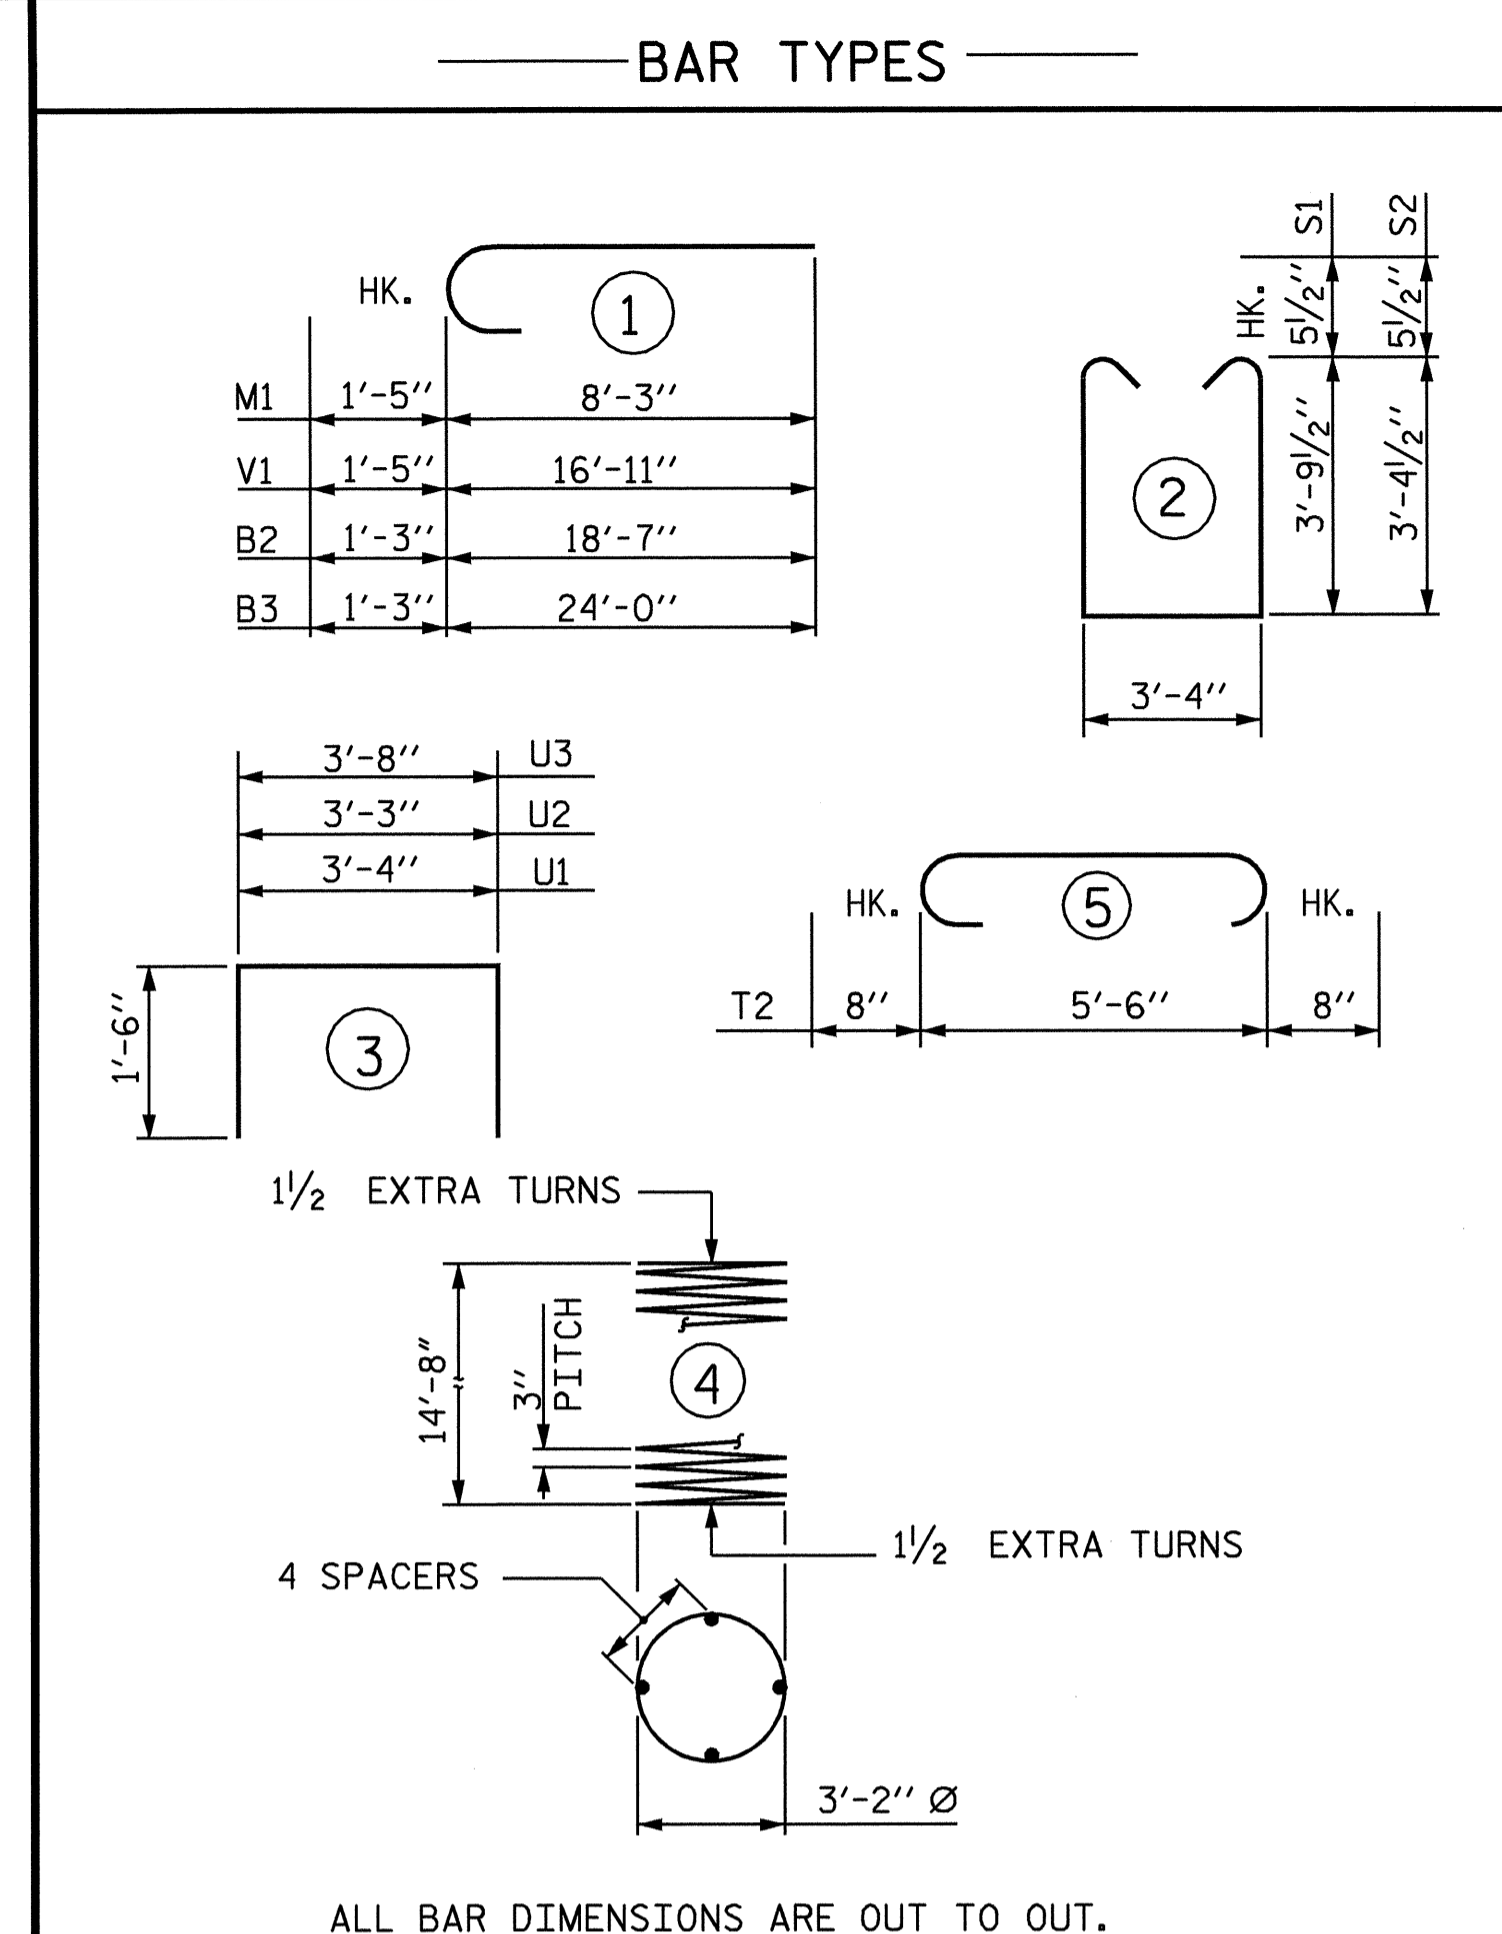 BAR TYPES
HK.
1
M1 1'-5'' 8'-3''
V1 1'-5'' 16'-11''
B2 1'-3'' 18'-7''
B3 1'-3'' 24'-0''
S1
S2
HK.
5½''
5½''
2
3'-9½''
3'-4½''
3'-4''
3'-8'' U3
3'-3'' U2
3'-4'' U1
1'-6''
3
HK.
5
HK.
T2 8'' 5'-6'' 8''
1½ EXTRA TURNS
14'-8"
3''
PITCH
4
1½ EXTRA TURNS
4 SPACERS
3'-2'' Ø
ALL BAR DIMENSIONS ARE OUT TO OUT.